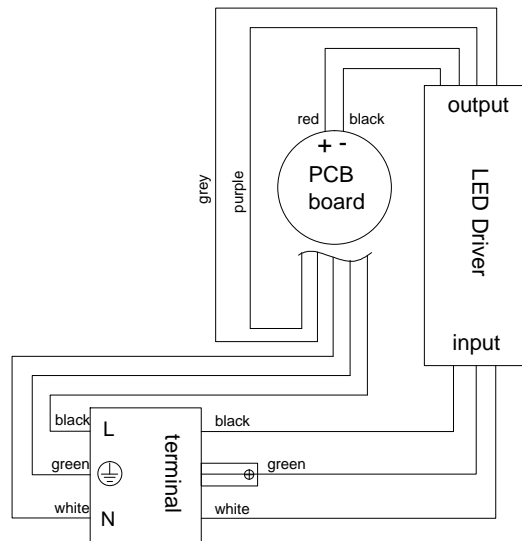 output
red
black
+ -
PCB
board
LED Driver
grey
purple
input
black
L
black
terminal
green
green
white
N
white